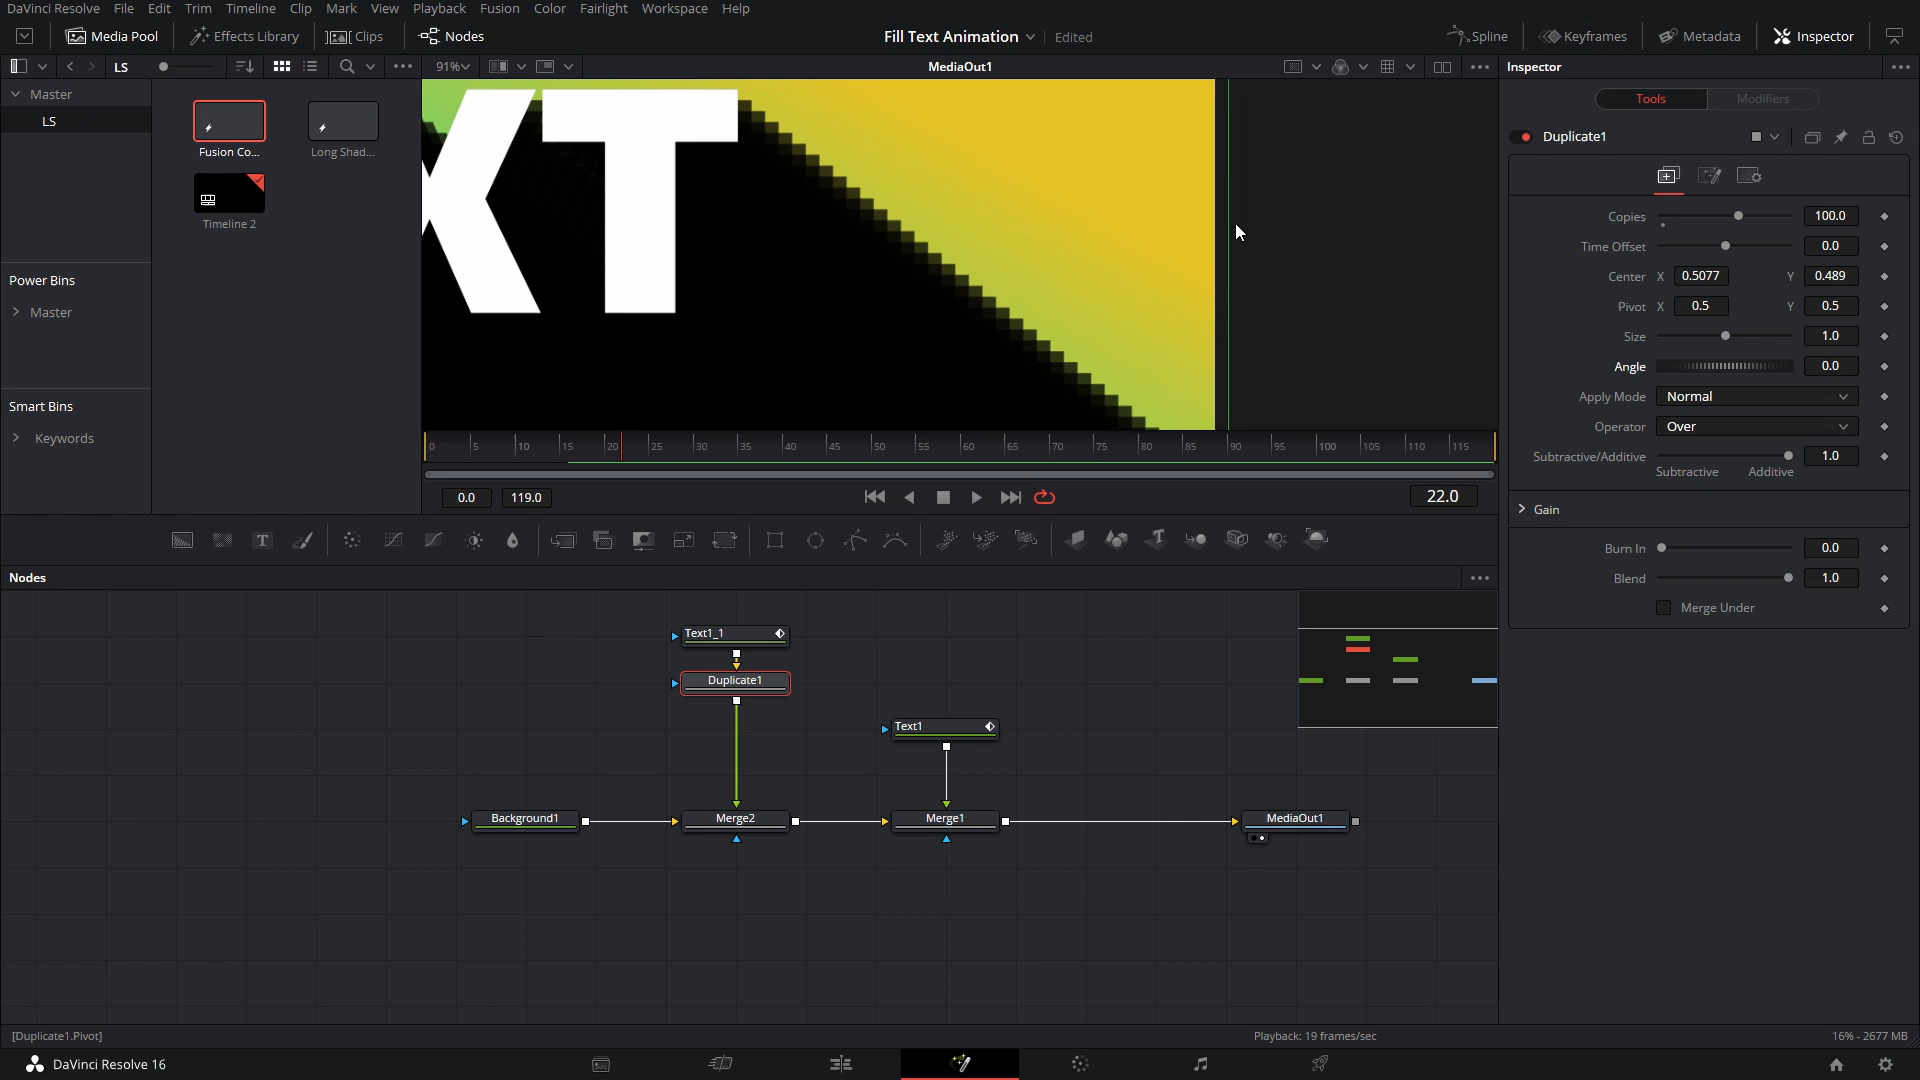 DaVinci Resolve File Edit Trim Timeline Clip Mark View Playback Fusion Color Fairlight Workspace Help
Media Pool Effects Library Clips Nodes Fill Text Animation Edited Spline Keyframes Metadata Inspector
LS 91% MediaOut1 Inspector
Master
LS
Fusion Co...
Long Shad...
Timeline 2
Power Bins
Master
Smart Bins
Keywords
XT
0 5 10 15 20 25 30 35 40 45 50 55 60 65 70 75 80 85 90 95 100 105 110 115
0.0 119.0 22.0
Tools Modifiers
Duplicate1
Copies 100.0
Time Offset 0.0
Center X 0.5077 Y 0.489
Pivot X 0.5 Y 0.5
Size 1.0
Angle 0.0
Apply Mode Normal
Operator Over
Subtractive/Additive 1.0
Subtractive Additive
Gain
Burn In 0.0
Blend 1.0
Merge Under
T
Nodes
Text1_1
Duplicate1
Text1
Background1 Merge2 Merge1 MediaOut1
[Duplicate1.Pivot] Playback: 19 frames/sec 16% - 2677 MB
DaVinci Resolve 16